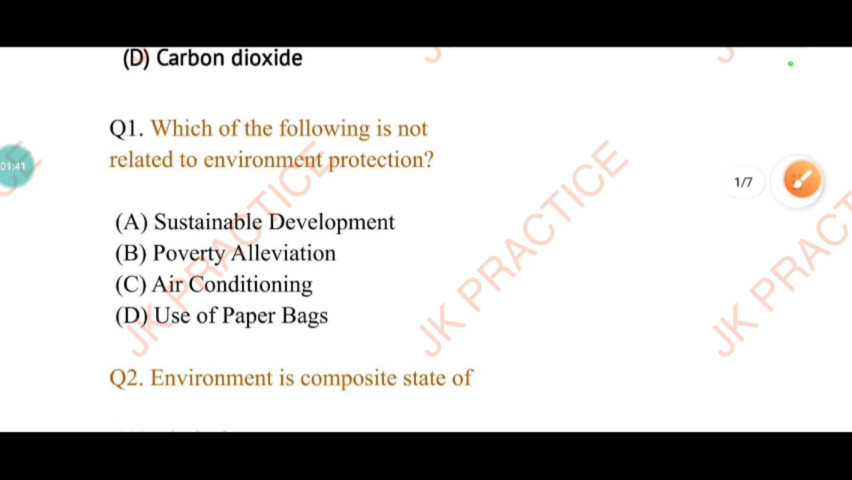 (D) Carbon dioxide
Q1. Which of the following is not
related to environment protection?
01:41
1/7
(A) Sustainable Development
(B) Poverty Alleviation
(C) Air Conditioning
(D) Use of Paper Bags
JK PRACTICE
JK PRACTICE
JK PRAC
Q2. Environment is composite state of